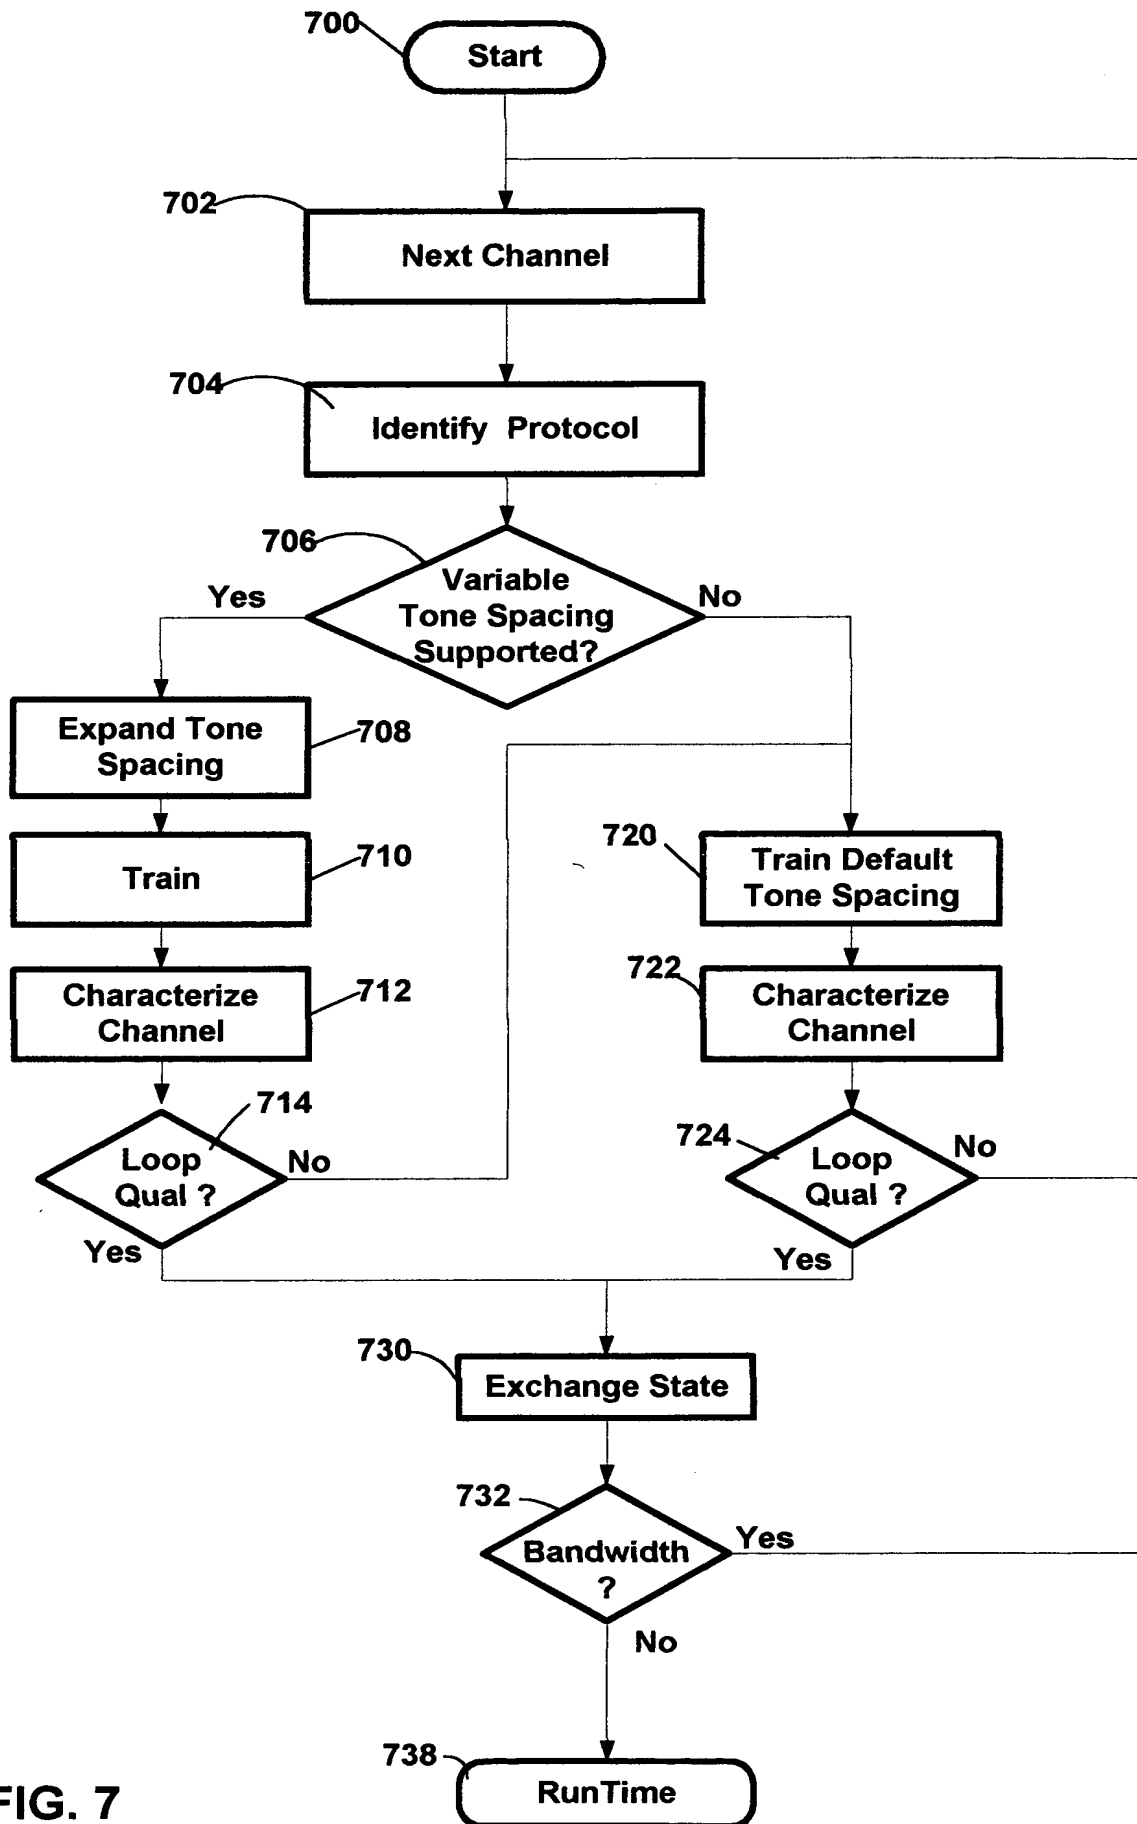 700
Start
702
Next Channel
704
Identify Protocol
706
Variable
Tone Spacing
Supported?
Yes
No
Expand Tone
Spacing
708
Train
710
720
Train Default
Tone Spacing
Characterize
Channel
712
722
Characterize
Channel
714
Loop
Qual ?
No
Yes
724
Loop
Qual ?
No
Yes
730
Exchange State
732
Bandwidth
?
Yes
No
738
RunTime
FIG. 7